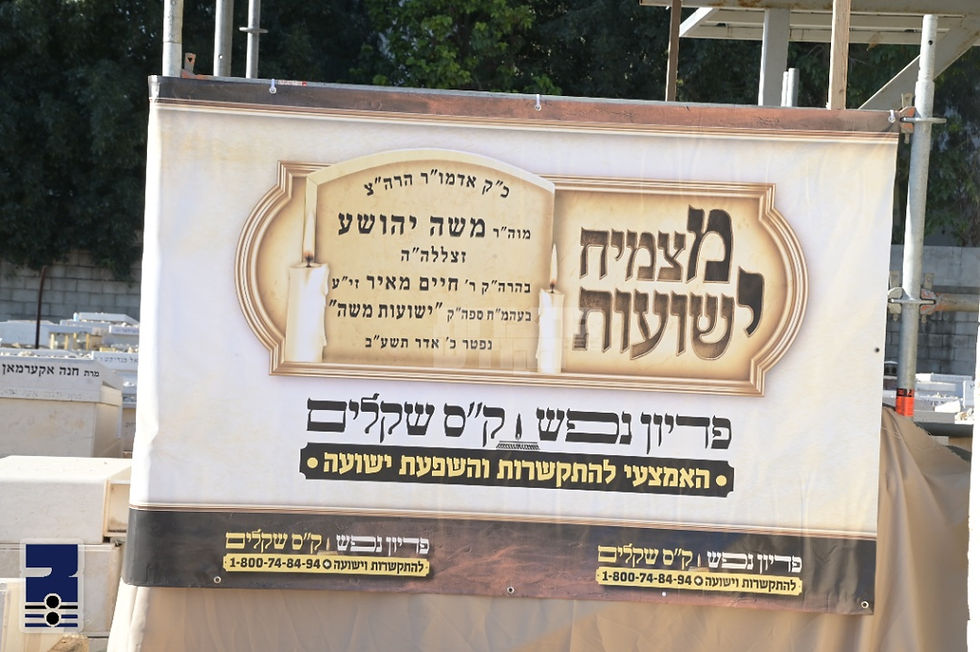 כ"ק אדמו"ר הרה"צ
מוה"ר משה יהושע
זצללה"ה
בהרה"ק ר' חיים מאיר זי"ע
בעהמ"ח ספה"ק "ישועות משה"
נפטר כ' אדר תשע"ב
מצמיח
ישועות
פדיון נפש ק"ס שקלים
• האמצעי להתקשרות והשפעת ישועה •
פדיון נפש ק"ס שקלים
להתקשרות וישועה 1-800-74-84-94
פדיון נפש ק"ס שקלים
להתקשרות וישועה 1-800-74-84-94
מרת חנה אקערמאן